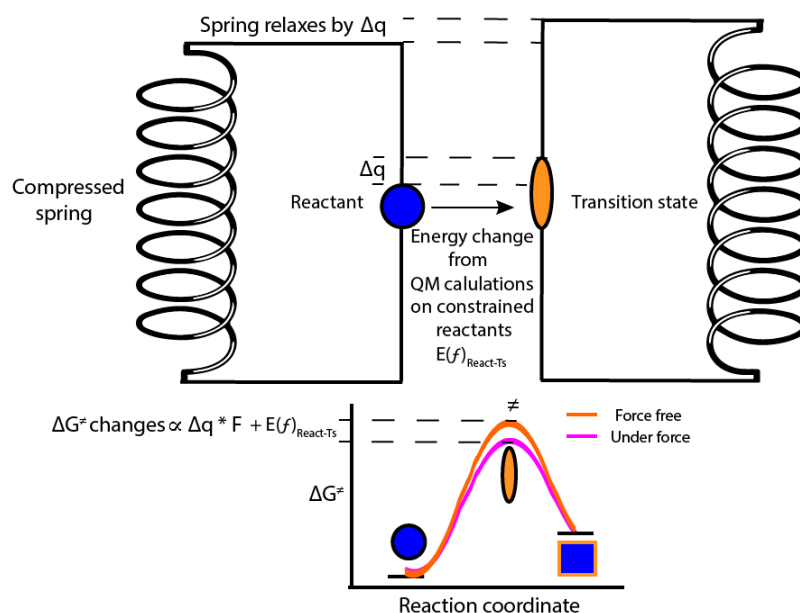 Spring relaxes by Δq
Δq
Compressed
spring
Reactant
Transition state
Energy change
from
QM calulations
on constrained
reactants
E(f)React-Ts
≠
ΔG≠ changes ∝ Δq * F + E(f)React-Ts
Force free
Under force
ΔG≠
Reaction coordinate